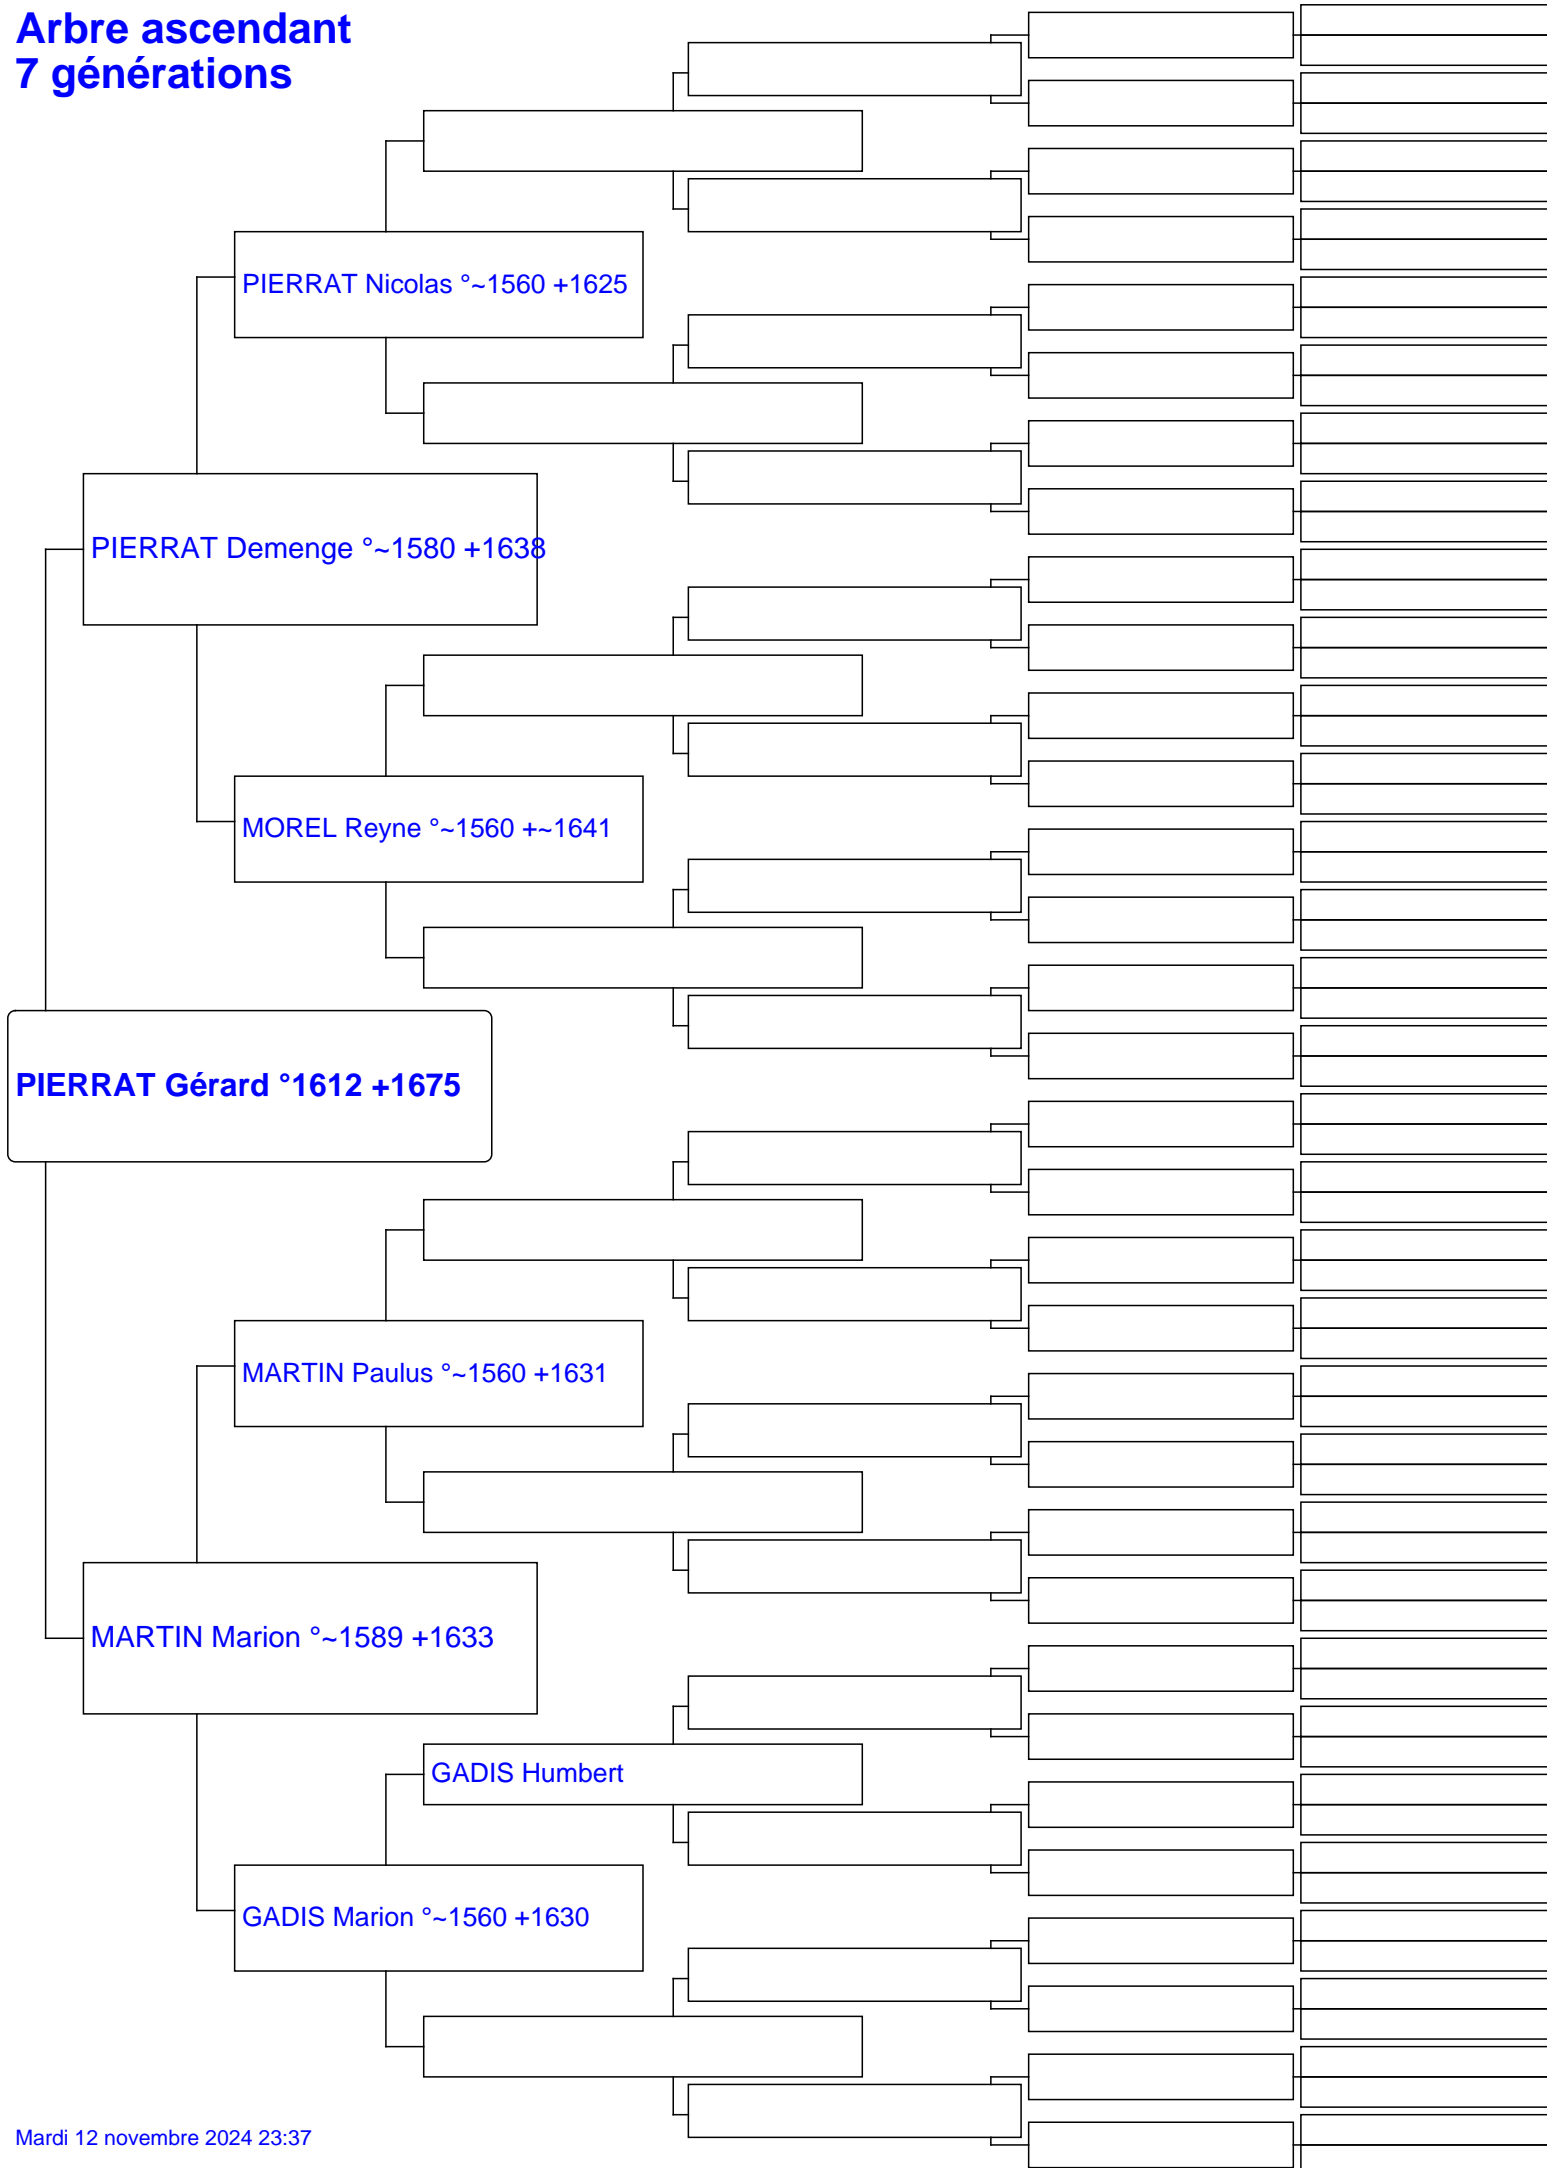 Arbre ascendant
7 générations
PIERRAT Nicolas °~1560 +1625
PIERRAT Demenge °~1580 +1638
MOREL Reyne °~1560 +~1641
PIERRAT Gérard °1612 +1675
MARTIN Paulus °~1560 +1631
MARTIN Marion °~1589 +1633
GADIS Humbert
GADIS Marion °~1560 +1630
Mardi 12 novembre 2024 23:37